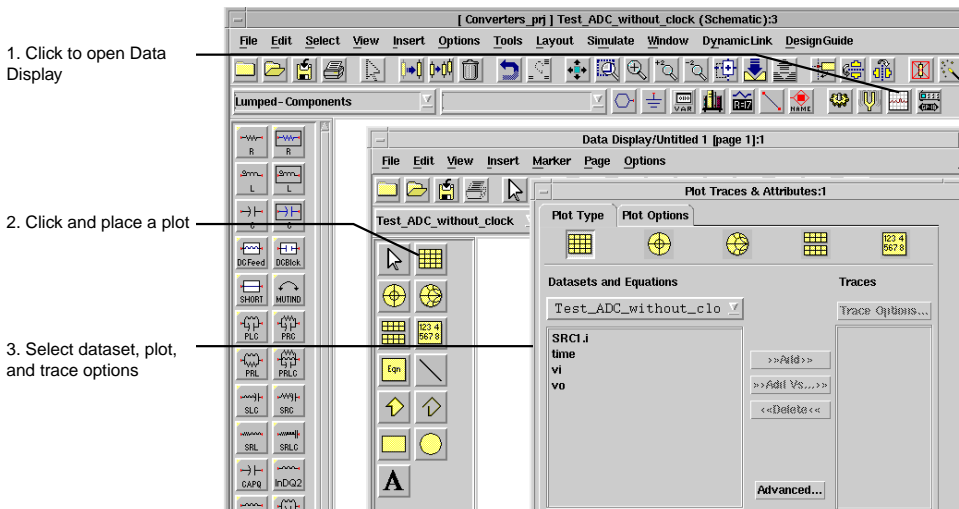 1. Click to open Data
Display
2. Click and place a plot
3. Select dataset, plot,
and trace options
[ Converters_prj ] Test_ADC_without_clock (Schematic):3
File Edit Select View Insert Options Tools Layout Simulate Window DynamicLink DesignGuide
Lumped-Components
VAR
NAME
R R
L L
C C
DCFeed DCBlck
SHORT MUTIND
PLC PRC
PRL PRLC
SLC SRC
SRL SRLC
CAPQ InDQ2
Data Display/Untitled 1 [page 1]:1
File Edit View Insert Marker Page Options
Test_ADC_without_clock
123 4
567 8
Eqn
A
Plot Traces & Attributes:1
Plot Type Plot Options
123 4
567 8
Datasets and Equations Traces
Test_ADC_without_clo Trace Options...
SRC1.i
time
vi
vo
>>Add>>
>>Add Vs...>>
<<Delete<<
Advanced...